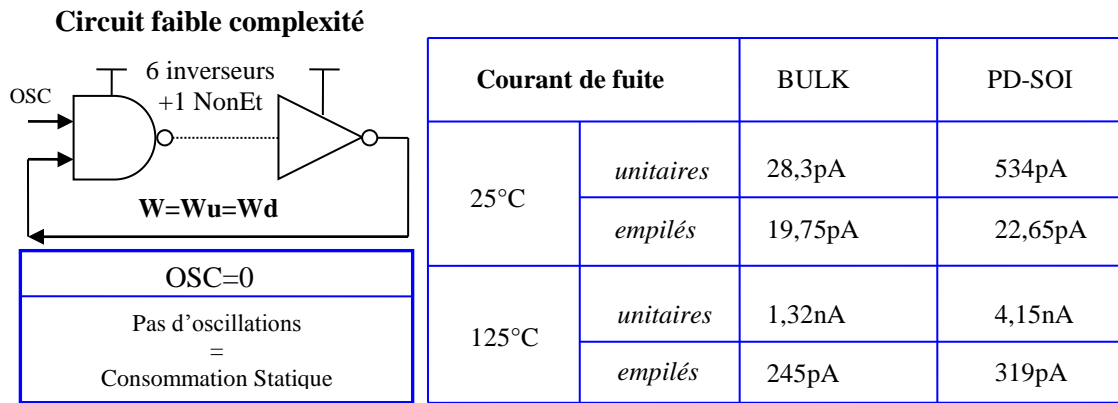 Circuit faible complexité
OSC
6 inverseurs
+1 NonEt
W=Wu=Wd
OSC=0
Pas d’oscillations
=
Consommation Statique
Courant de fuite BULK PD-SOI
25°C
unitaires 28,3pA 534pA
empilés 19,75pA 22,65pA
125°C
unitaires 1,32nA 4,15nA
empilés 245pA 319pA